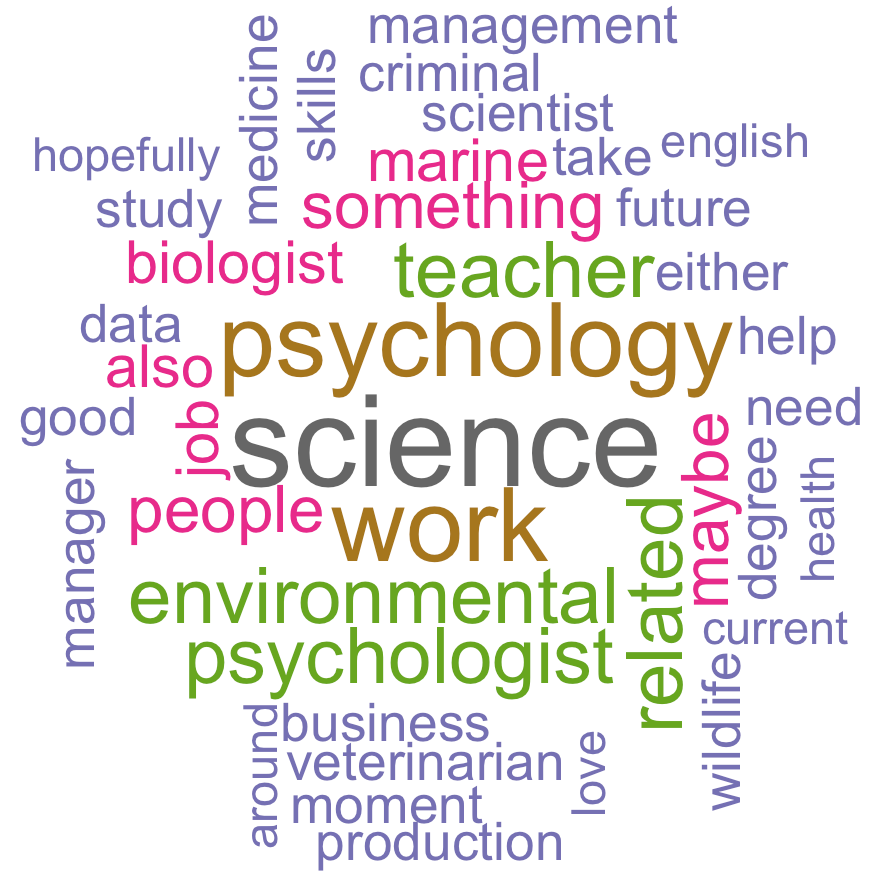 management
criminal
scientist
medicine
skills
hopefully
marine
take
english
study
something
future
biologist
teacher
either
data
psychology
help
also
good
job
science
need
maybe
degree
health
manager
people
work
related
environmental
current
psychologist
wildlife
around
business
veterinarian
love
moment
production